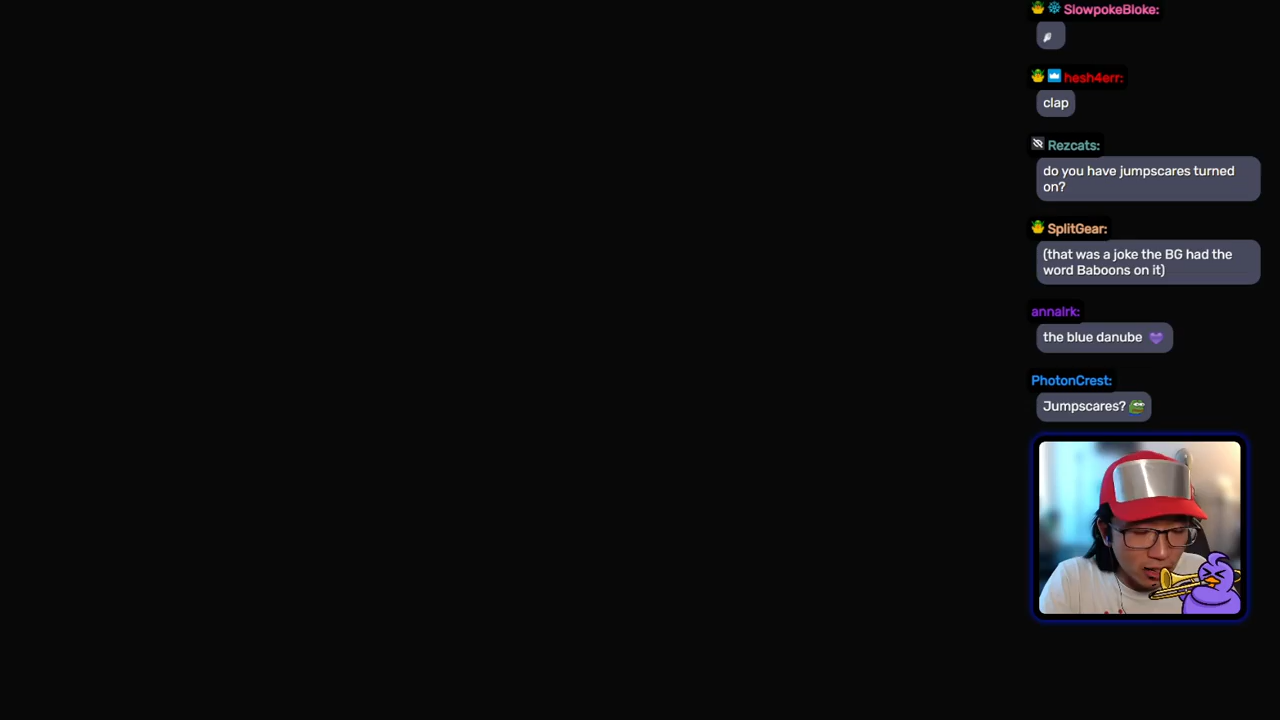 SlowpokeBloke:
hesh4err:
clap
Rezcats:
do you have jumpscares turned
on?
SplitGear:
(that was a joke the BG had the
word Baboons on it)
annalrk:
the blue danube
PhotonCrest:
Jumpscares?